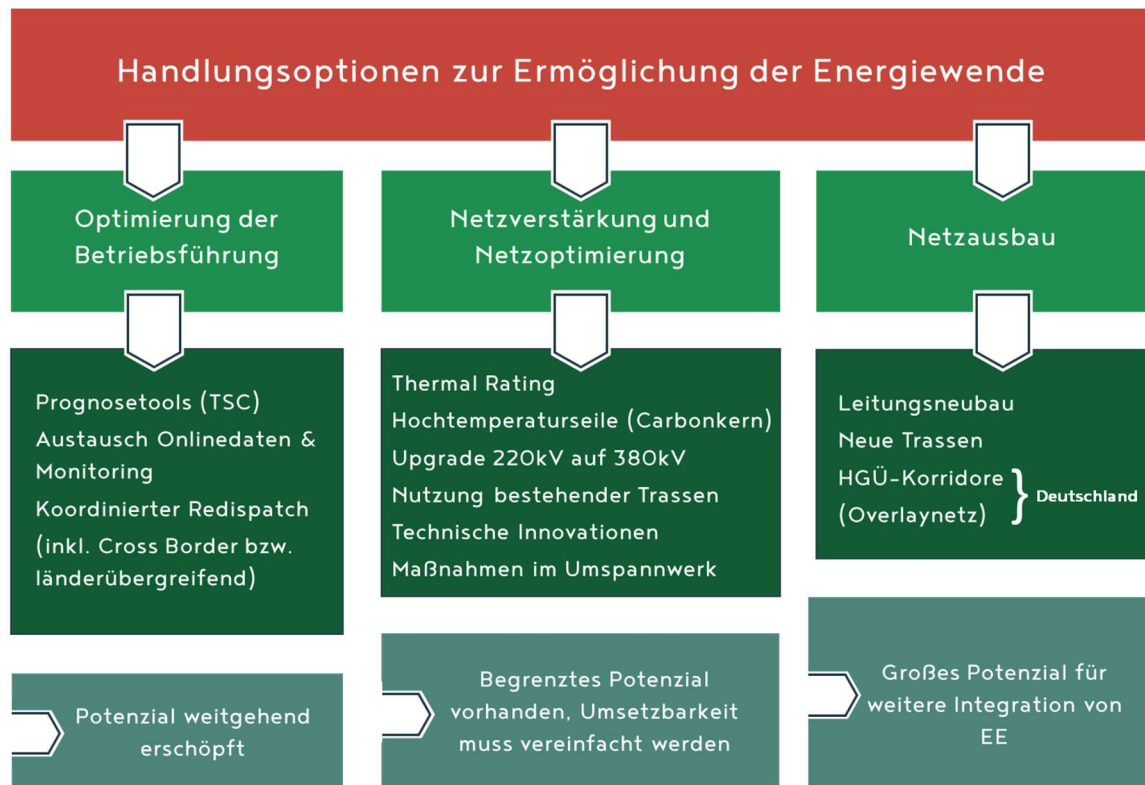 Handlungsoptionen zur Ermöglichung der Energiewende
Optimierung der
Betriebsführung
Prognosetools (TSC)
Austausch Onlinedaten &
Monitoring
Koordinierter Redispatch
(inkl. Cross Border bzw.
länderübergreifend)
Potenzial weitgehend
erschöpft
Netzverstärkung und
Netzoptimierung
Thermal Rating
Hochtemperaturseile (Carbonkern)
Upgrade 220kV auf 380kV
Nutzung bestehender Trassen
Technische Innovationen
Maßnahmen im Umspannwerk
Begrenztes Potenzial
vorhanden, Umsetzbarkeit
muss vereinfacht werden
Netzausbau
Leitungsneubau
Neue Trassen
HGÜ-Korridore
(Overlaynetz)
} Deutschland
Großes Potenzial für
weitere Integration von
EE